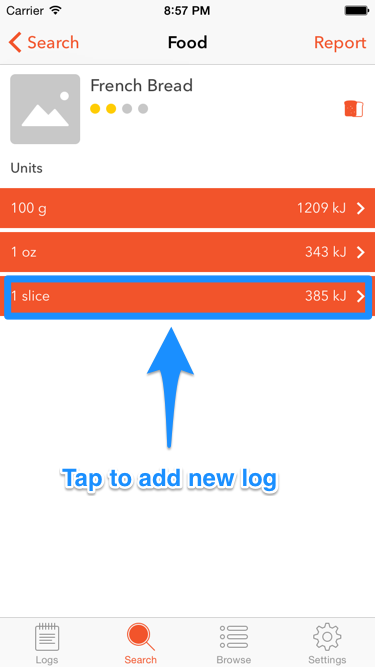 Carrier 8:57 PM
Search Food Report
French Bread
Units
100 g 1209 kJ
1 oz 343 kJ
1 slice 385 kJ
Tap to add new log
Logs Search Browse Settings